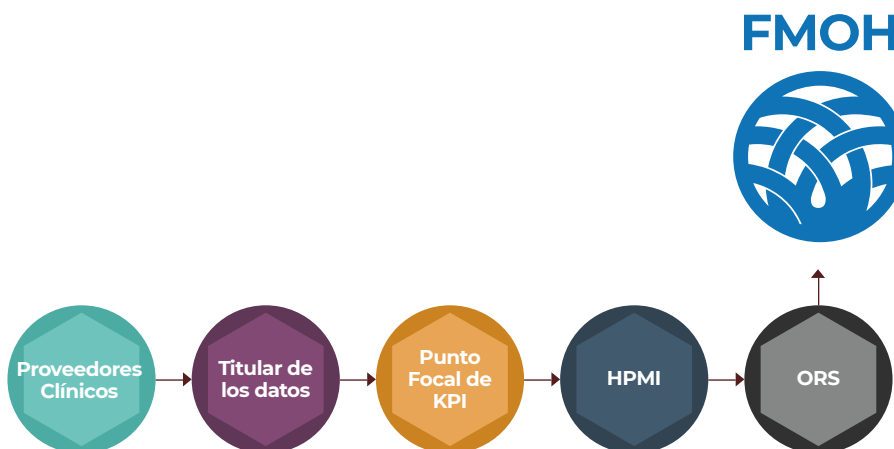 FMOH
Proveedores
Clínicos
Titular de
los datos
Punto
Focal de
KPI
HPMI
ORS